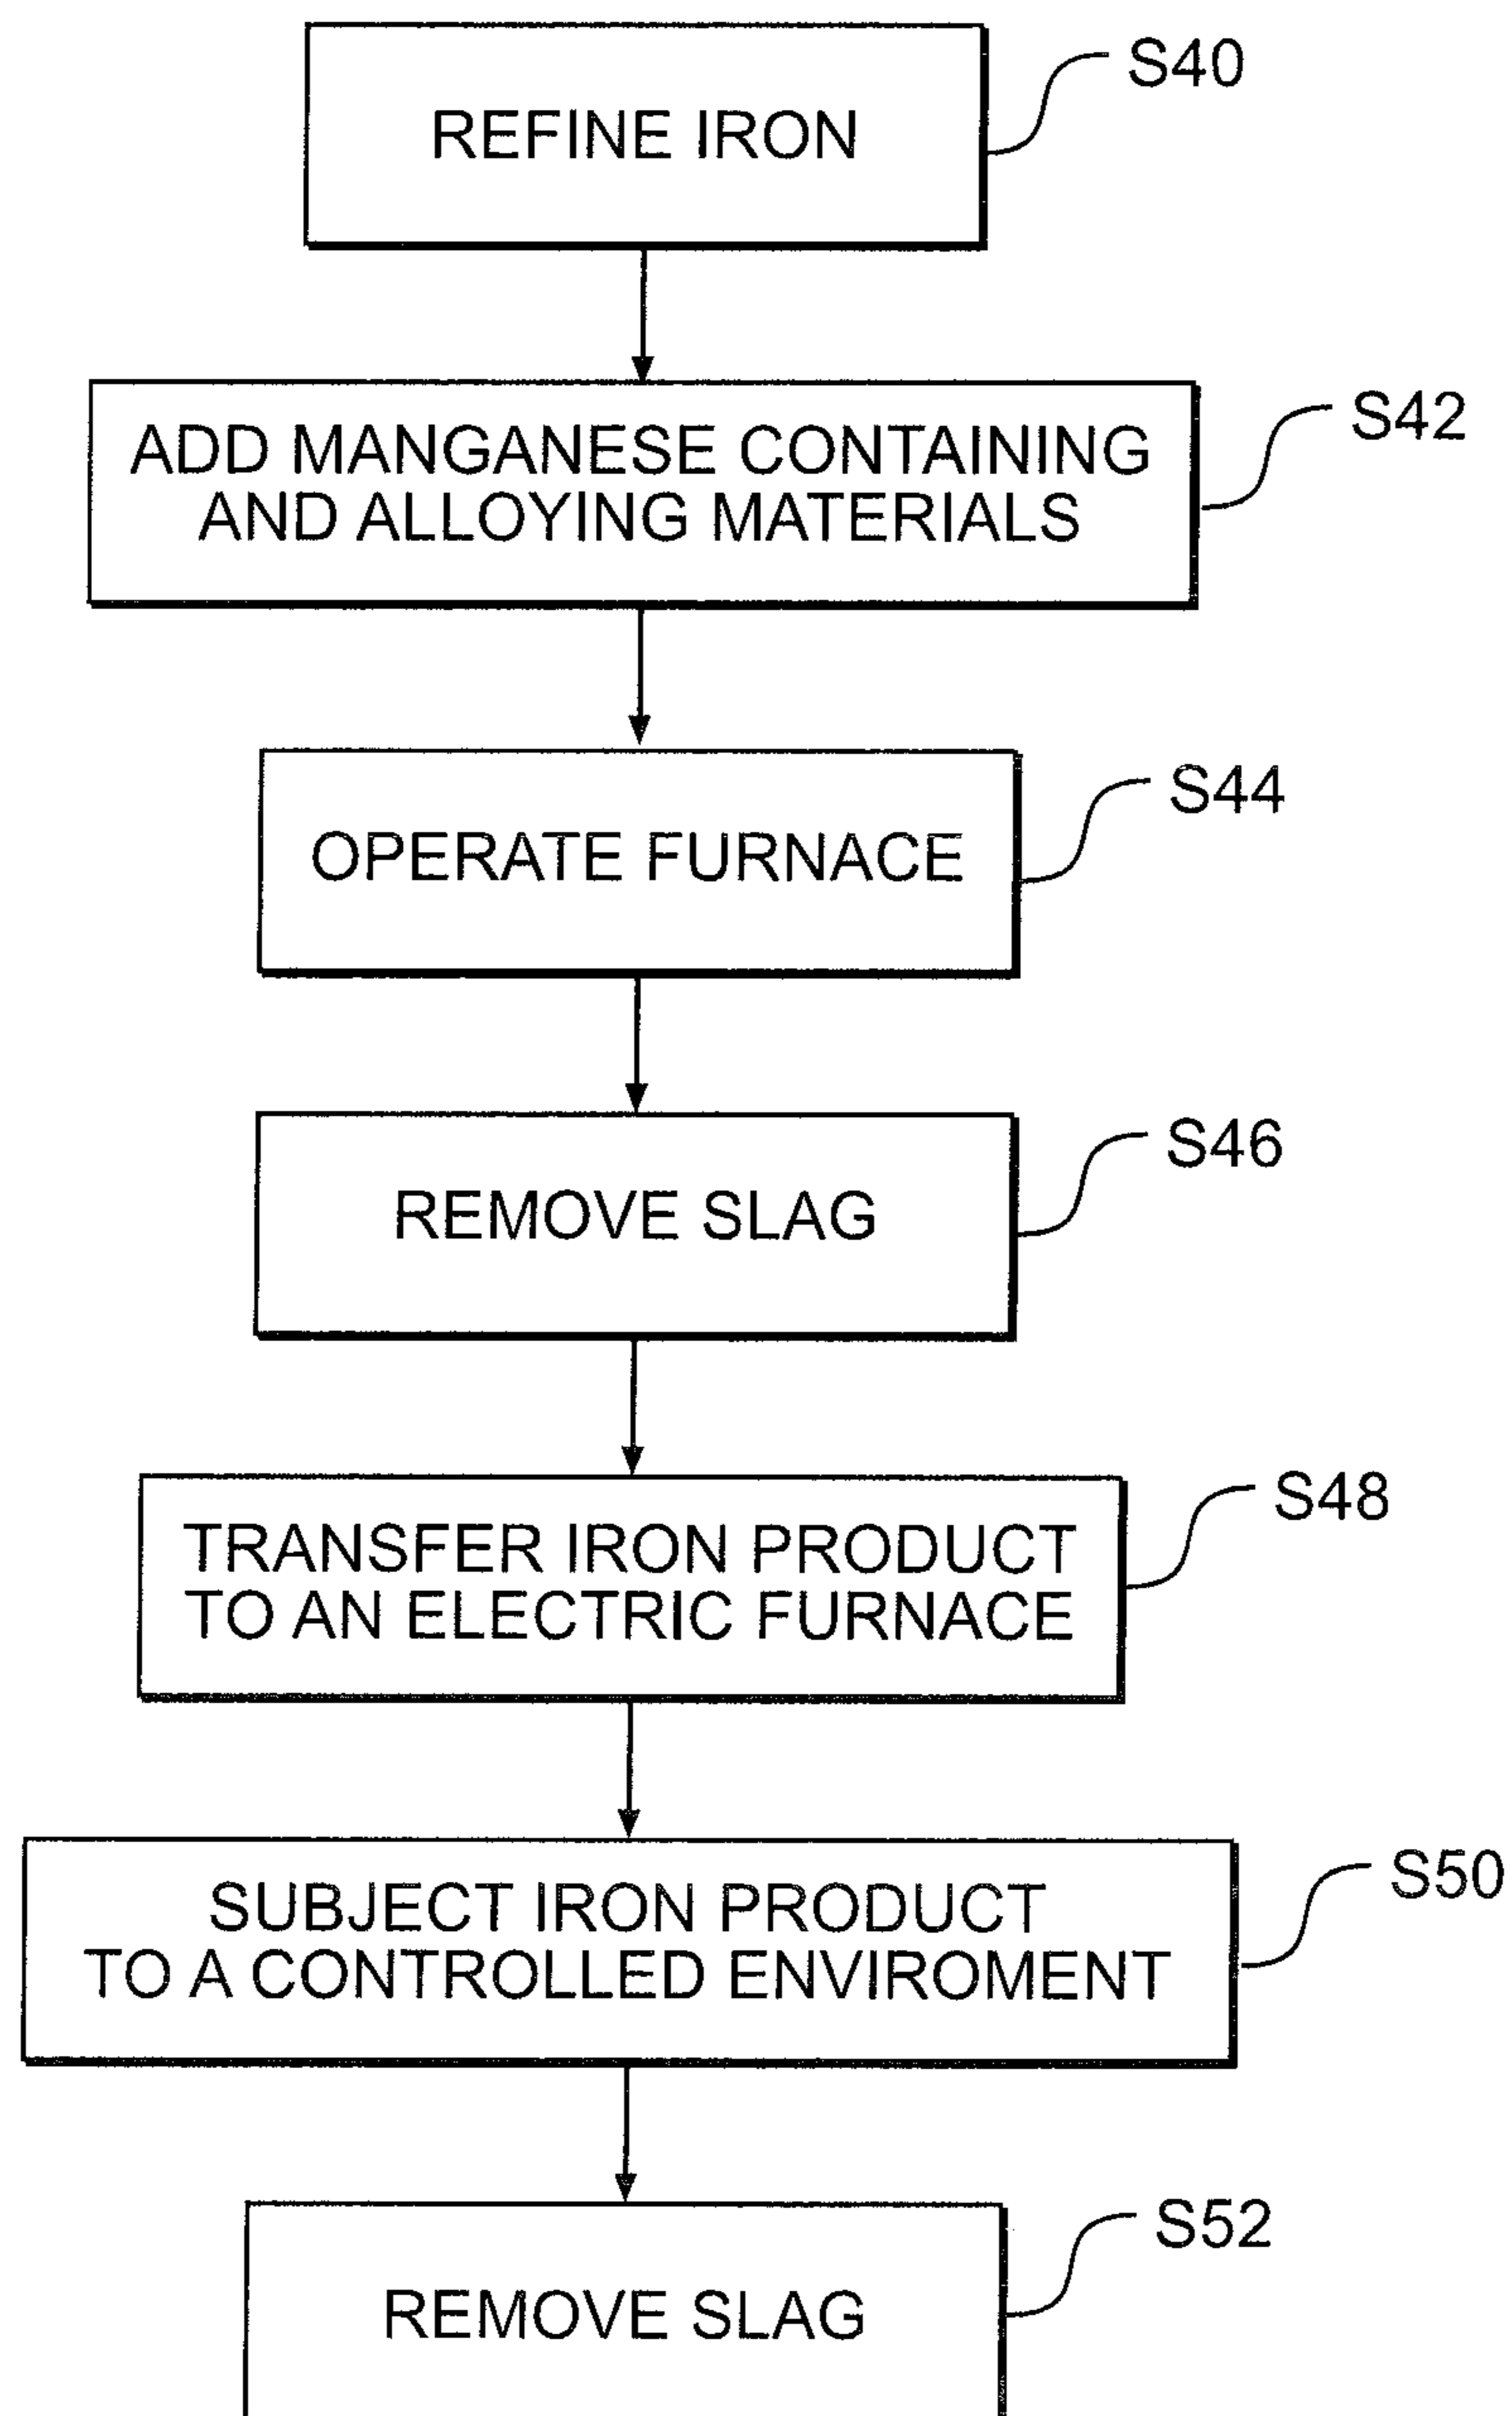 REFINE IRON
S40
ADD MANGANESE CONTAINING
AND ALLOYING MATERIALS
S42
OPERATE FURNACE
S44
REMOVE SLAG
S46
TRANSFER IRON PRODUCT
TO AN ELECTRIC FURNACE
S48
SUBJECT IRON PRODUCT
TO A CONTROLLED ENVIROMENT
S50
REMOVE SLAG
S52